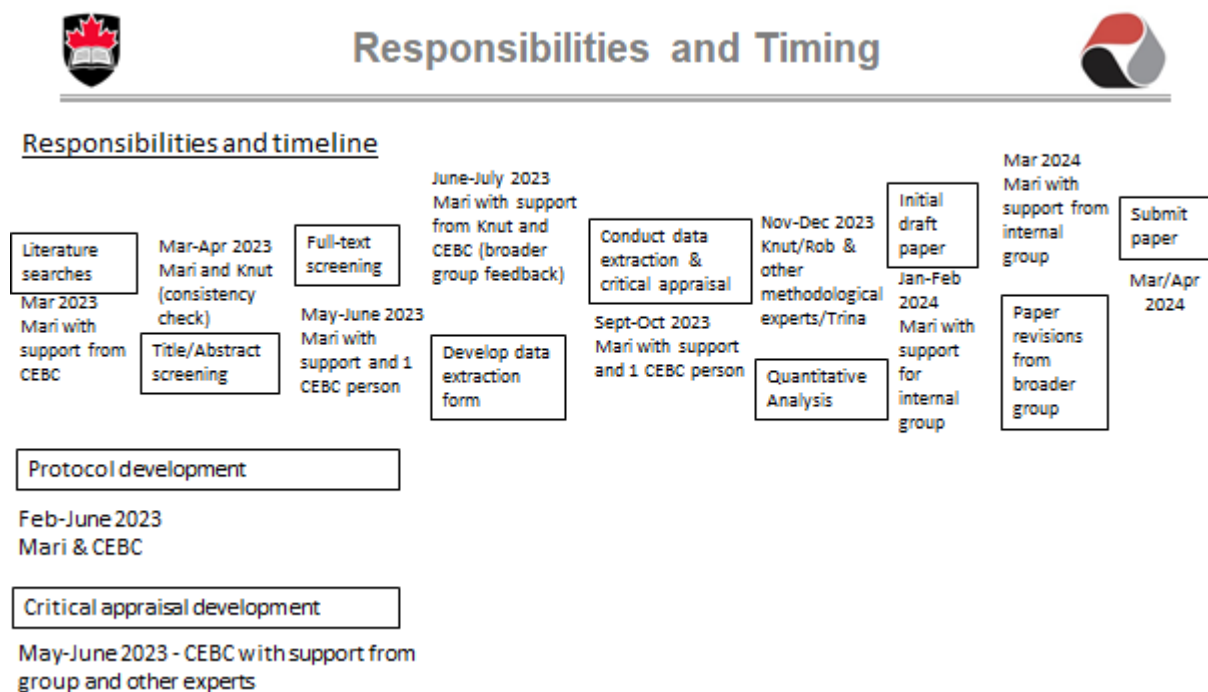 Responsibilities and Timing
Responsibilities and timeline
Literature
searches
Mar 2023
Mari with
support from
CEBC
Mar-Apr 2023
Mari and Knut
(consistency
check)
Title/Abstract
screening
Full-text
screening
May-June 2023
Mari with
support and 1
CEBC person
June-July 2023
Mari with support
from Knut and
CEBC (broader
group feedback)
Develop data
extraction
form
Conduct data
extraction &
critical appraisal
Sept-Oct 2023
Mari with support
and 1 CEBC person
Nov-Dec 2023
Knut/Rob &
other
methodological
experts/Trina
Quantitative
Analysis
Initial
draft
paper
Jan-Feb
2024
Mari with
support
for
internal
group
Mar 2024
Mari with
support from
internal
group
Paper
revisions
from
broader
group
Submit
paper
Mar/Apr
2024
Protocol development
Feb-June 2023
Mari & CEBC
Critical appraisal development
May-June 2023 - CEBC with support from
group and other experts